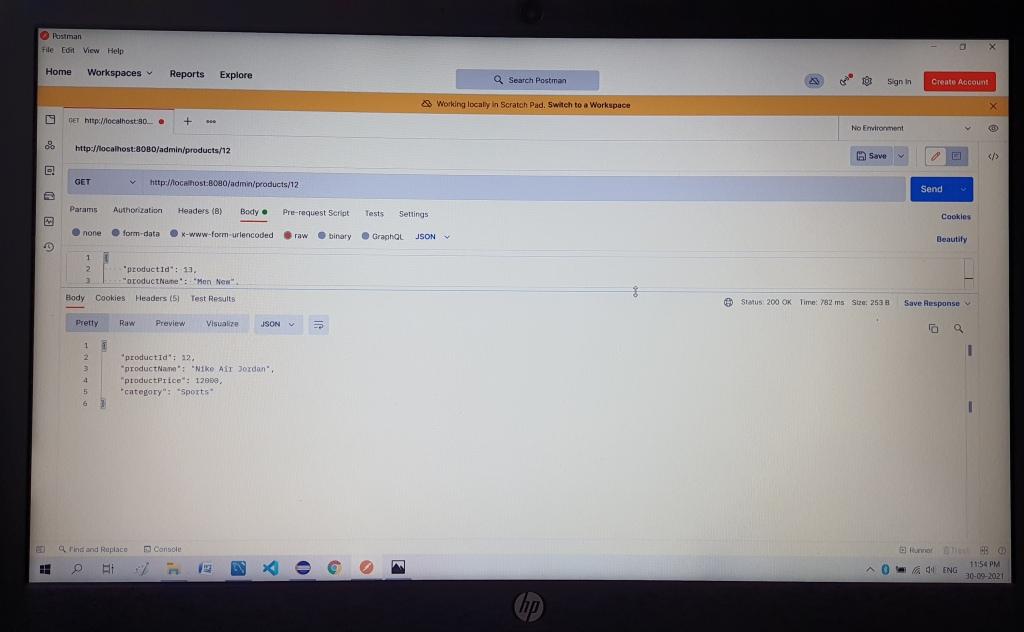 Postman
File Edit View Help
Home Workspaces Reports Explore
Search Postman
Sign In
Create Account
Working locally in Scratch Pad. Switch to a Workspace
GET http://localhost:80...
No Environment
http://localhost:8080/admin/products/12
Save
GET http://localhost:8080/admin/products/12
Send
Params Authorization Headers (8) Body Pre-request Script Tests Settings
Cookies
none form-data x-www-form-urlencoded raw binary GraphQL JSON
Beautify
1 {
2 "productId": 13,
3 "productName": "Men New",
Body Cookies Headers (5) Test Results
Status: 200 OK Time: 782 ms Size: 253 B Save Response
Pretty Raw Preview Visualize JSON
1 {
2 "productId": 12,
3 "productName": "Nike Air Jordan",
4 "productPrice": 12000,
5 "category": "Sports"
6 }
Find and Replace Console
Runner Trash
ENG
11:54 PM
30-09-2021
hp